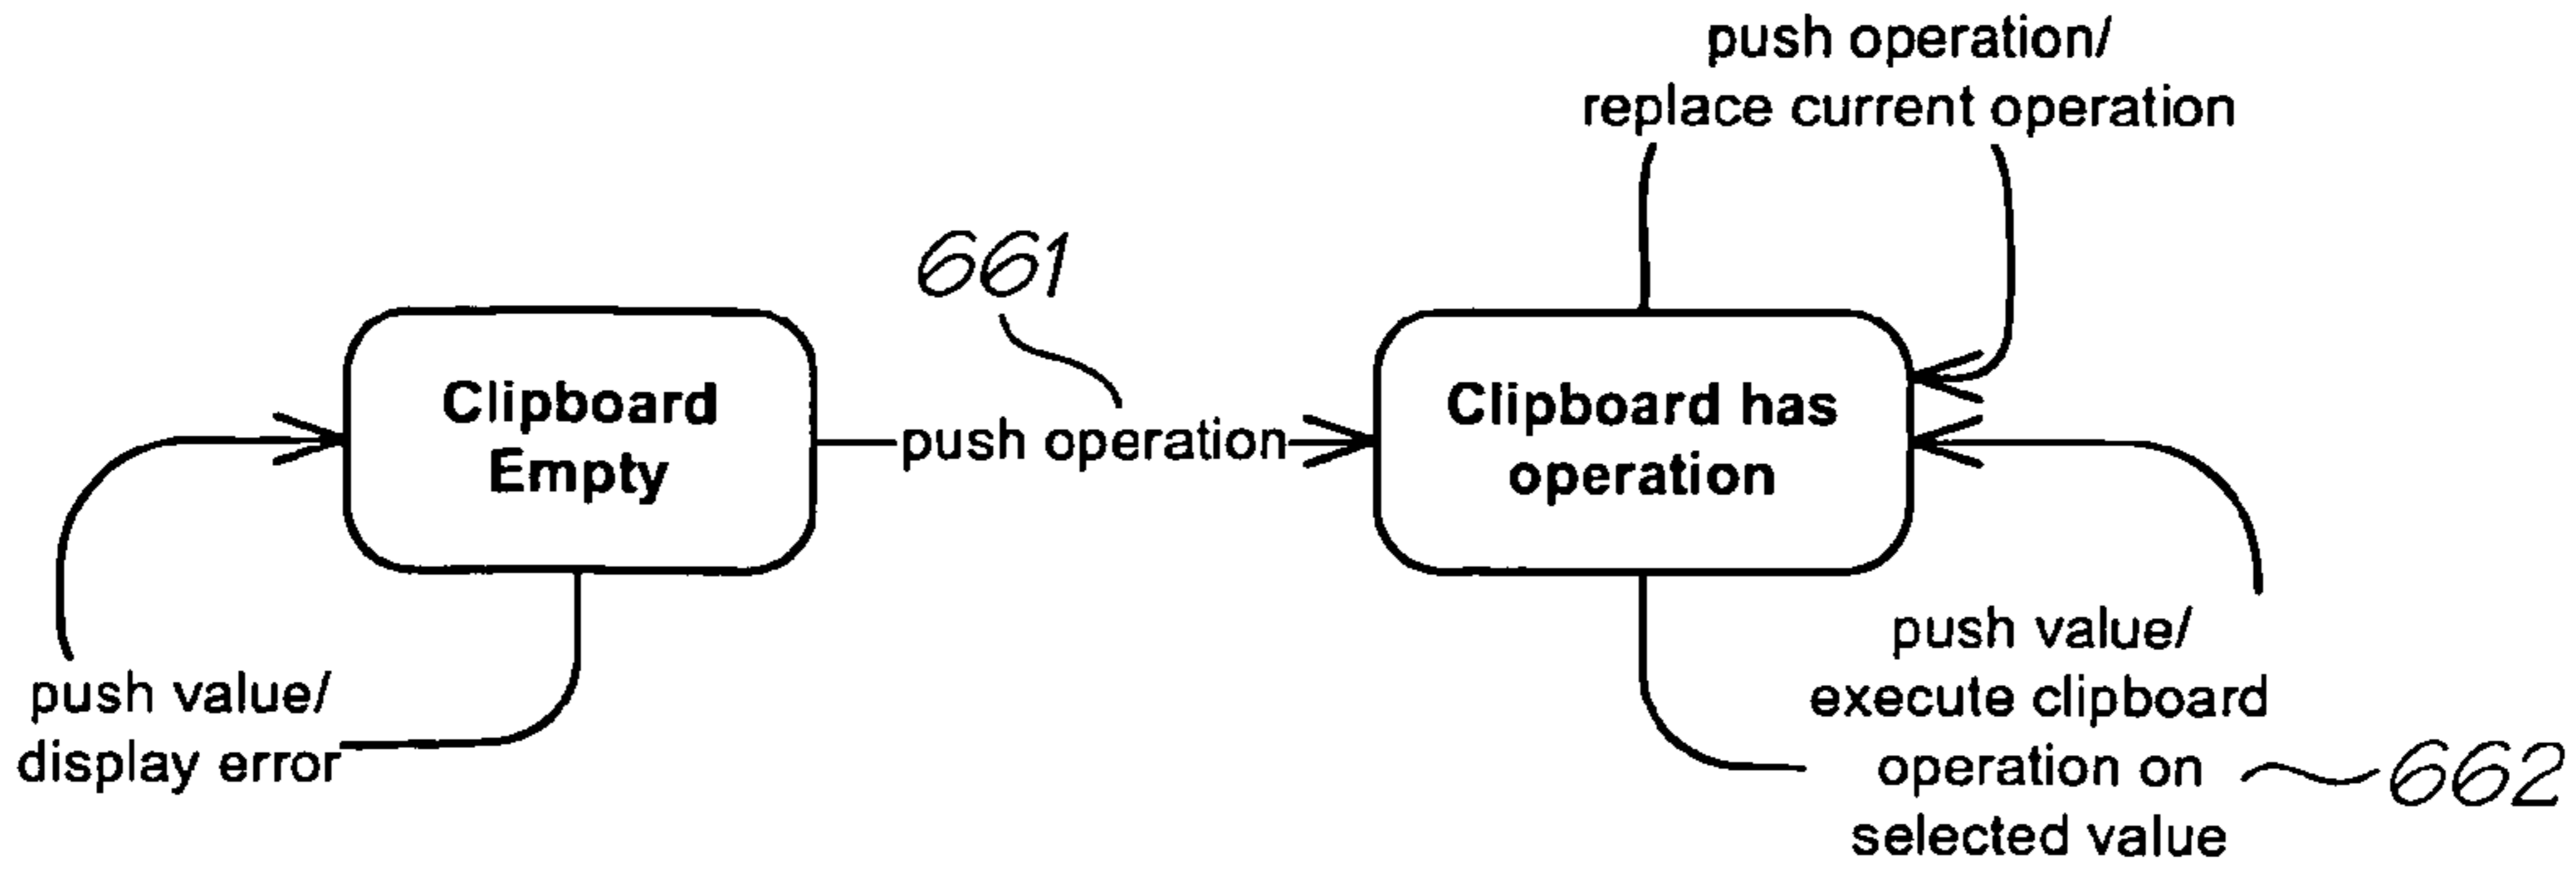 push operation/
replace current operation
661
Clipboard
Empty
push operation
Clipboard has
operation
push value/
display error
push value/
execute clipboard
operation on
selected value
662